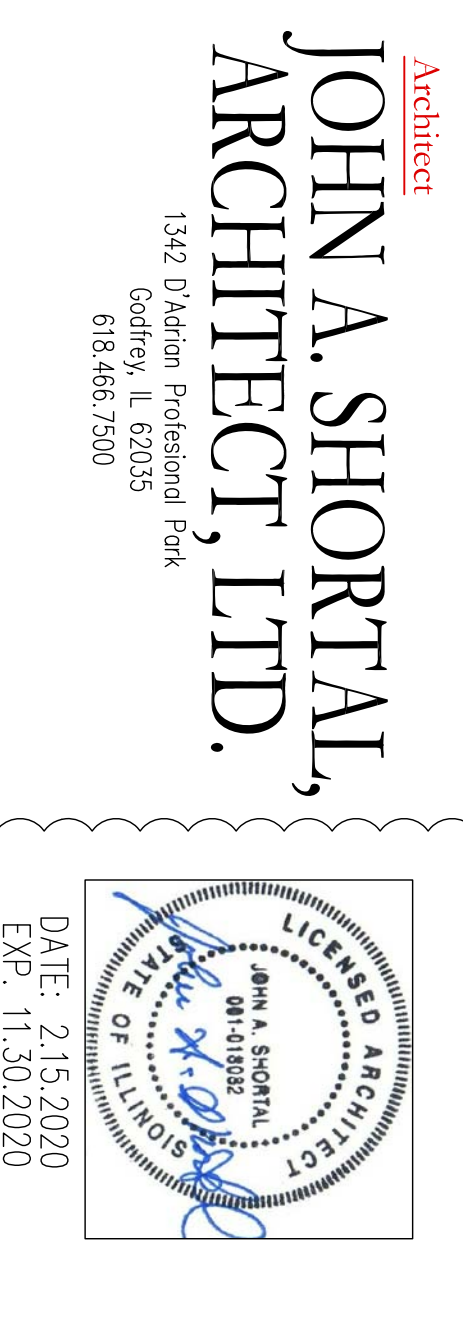 Architect
JOHN A. SHORTAL,
ARCHITECT, LTD.
1342 D'Adrian Profesional Park
Godfrey, IL 62035
618.466.7500
LICENSED ARCHITECT
JOHN A. SHORTAL
001-018082
STATE OF ILLINOIS
DATE: 2.15.2020
EXP. 11.30.2020